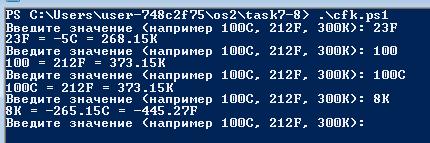 PS C:\Users\user-748c2f75\os2\task7-8> .\cfk.ps1
Введите значение (например 100C, 212F, 300K): 23F
23F = -5C = 268.15K
Введите значение (например 100C, 212F, 300K): 100
100 = 212F = 373.15K
Введите значение (например 100C, 212F, 300K): 100C
100C = 212F = 373.15K
Введите значение (например 100C, 212F, 300K): 8K
8K = -265.15C = -445.27F
Введите значение (например 100C, 212F, 300K):